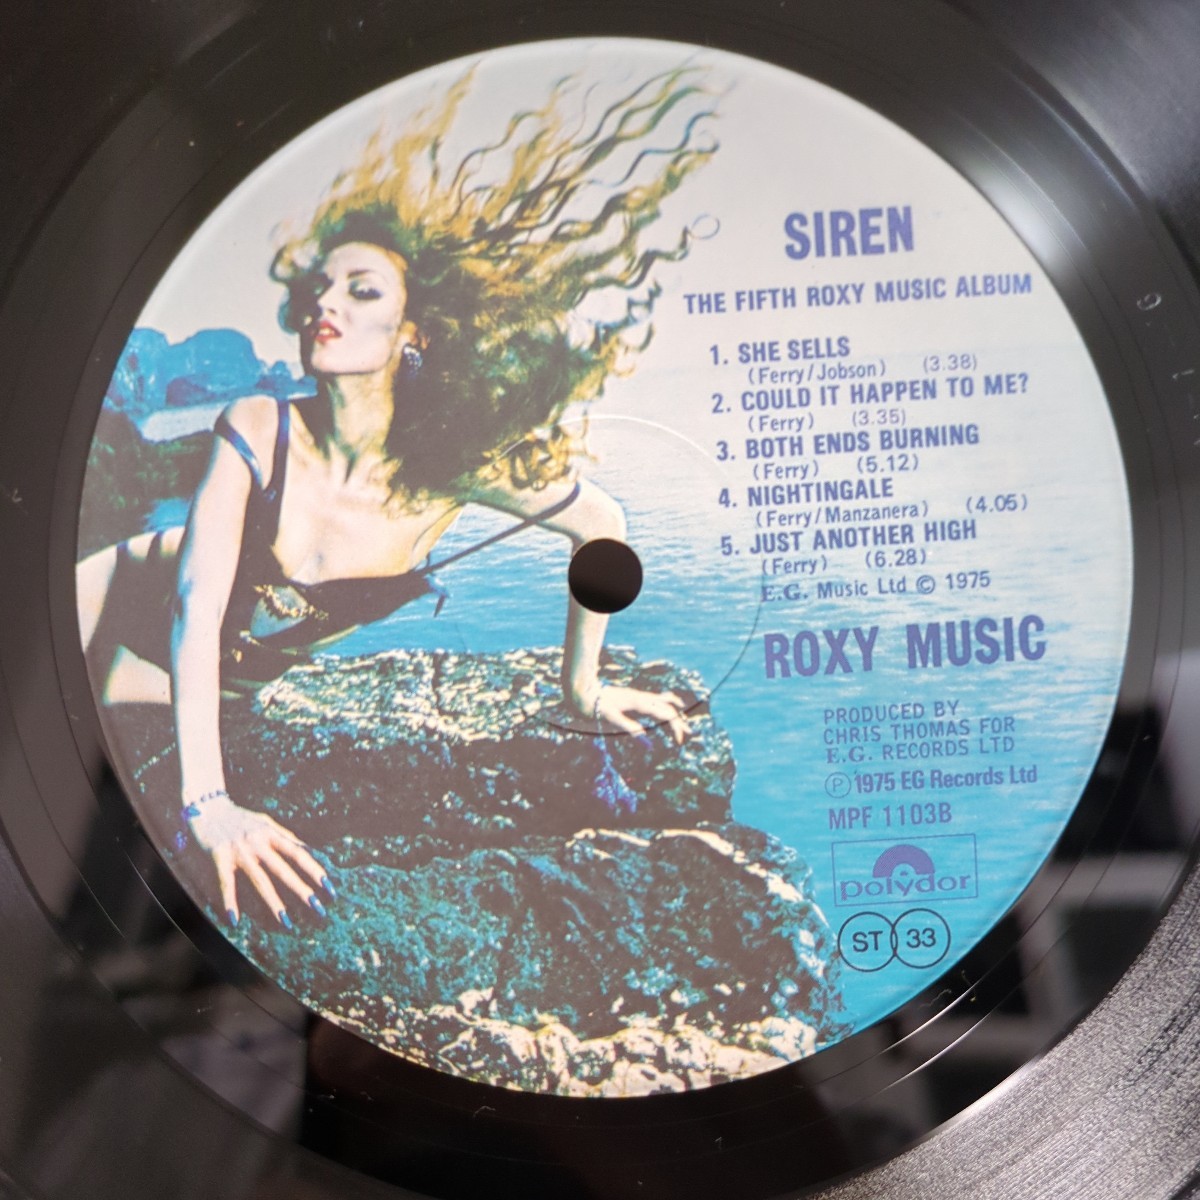 SIREN
THE FIFTH ROXY MUSIC ALBUM
1. SHE SELLS
(Ferry/Jobson) (3.38)
2. COULD IT HAPPEN TO ME?
(Ferry) (3.35)
3. BOTH ENDS BURNING
(Ferry) (5.12)
4. NIGHTINGALE
(Ferry/Manzanera) (4.05)
5. JUST ANOTHER HIGH
(Ferry) (6.28)
E.G. Music Ltd © 1975
ROXY MUSIC
PRODUCED BY
CHRIS THOMAS FOR
E.G. RECORDS LTD
Ⓟ 1975 EG Records Ltd
MPF 1103B
polydor
ST 33